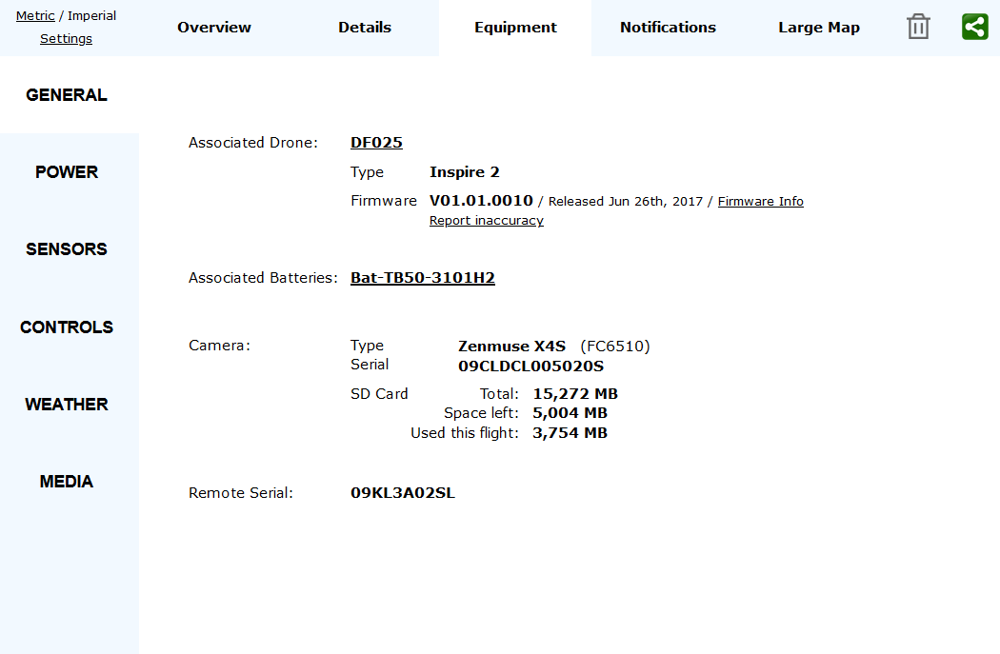 Metric / Imperial
Settings
Overview
Details
Equipment
Notifications
Large Map
GENERAL
POWER
SENSORS
CONTROLS
WEATHER
MEDIA
Associated Drone: DF025
Type Inspire 2
Firmware V01.01.0010 / Released Jun 26th, 2017 / Firmware Info
Report inaccuracy
Associated Batteries: Bat-TB50-3101H2
Camera: Type Zenmuse X4S (FC6510)
Serial 09CLDCL005020S
SD Card Total: 15,272 MB
Space left: 5,004 MB
Used this flight: 3,754 MB
Remote Serial: 09KL3A02SL